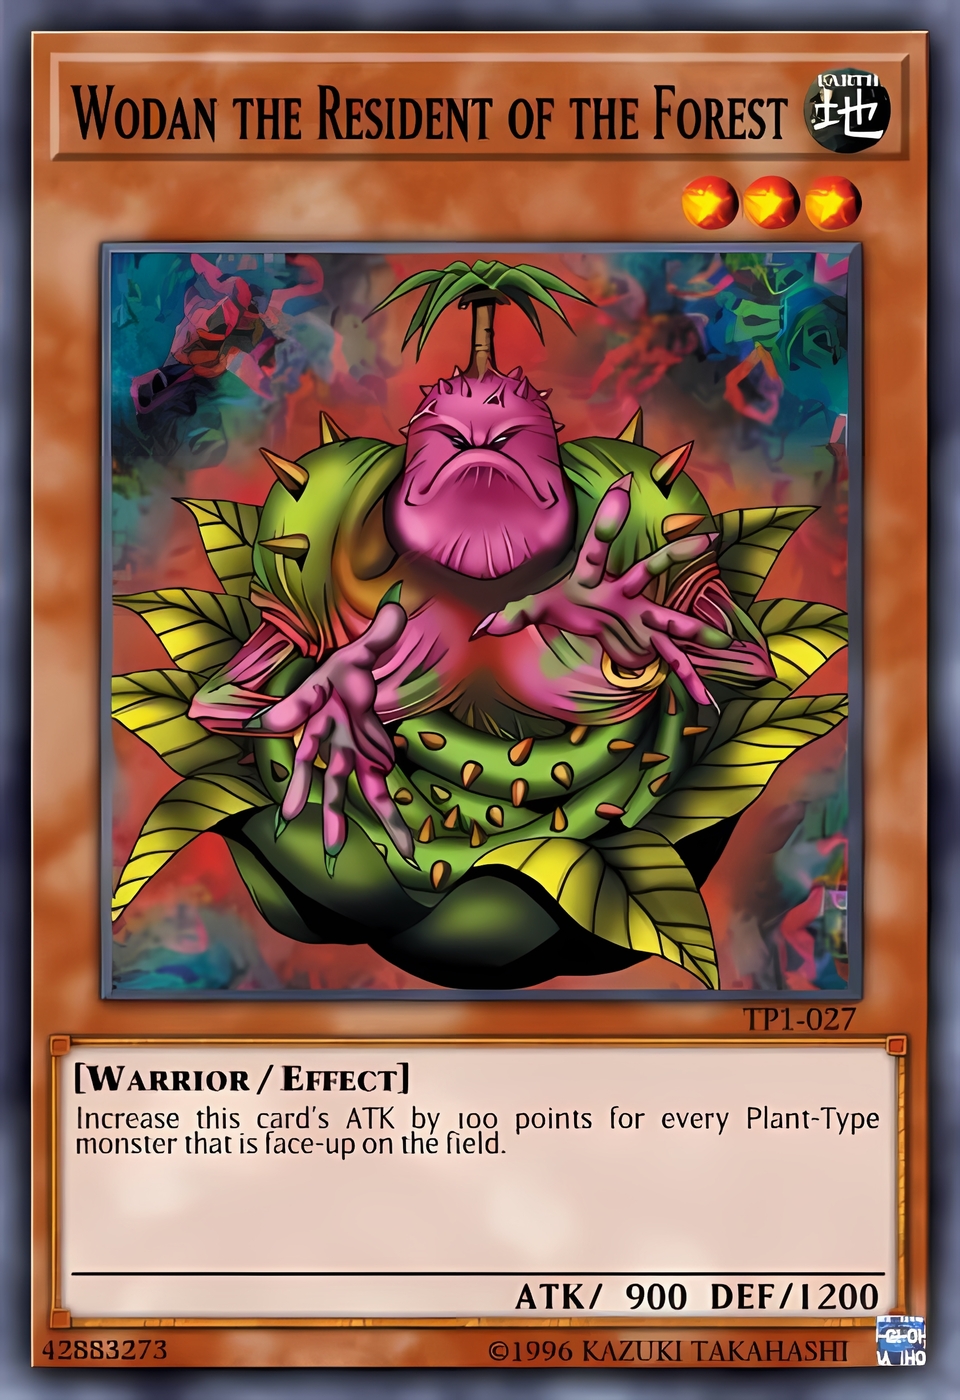 Wodan the Resident of the Forest
EARTH
地
TP1-027
[Warrior / Effect]
Increase this card's ATK by 100 points for every Plant-Type
monster that is face-up on the field.
ATK/ 900 DEF/1200
42883273
©1996 KAZUKI TAKAHASHI